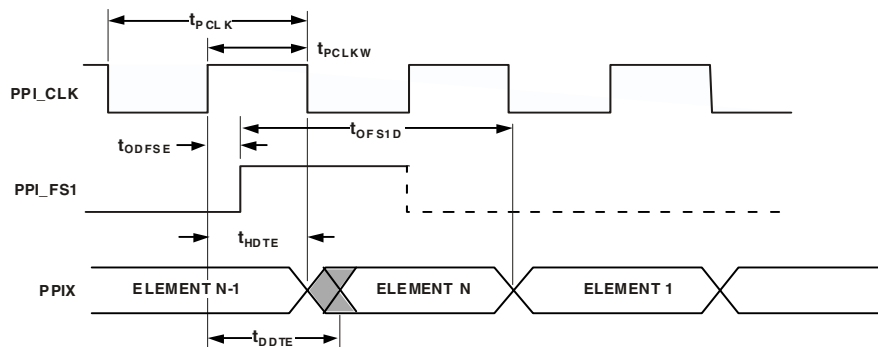 tPCLK
tPCLKW
PPI_CLK
tOFS1D
tODFSE
PPI_FS1
tHDTE
PPIX
ELEMENT N-1
ELEMENT N
ELEMENT 1
tDDTE